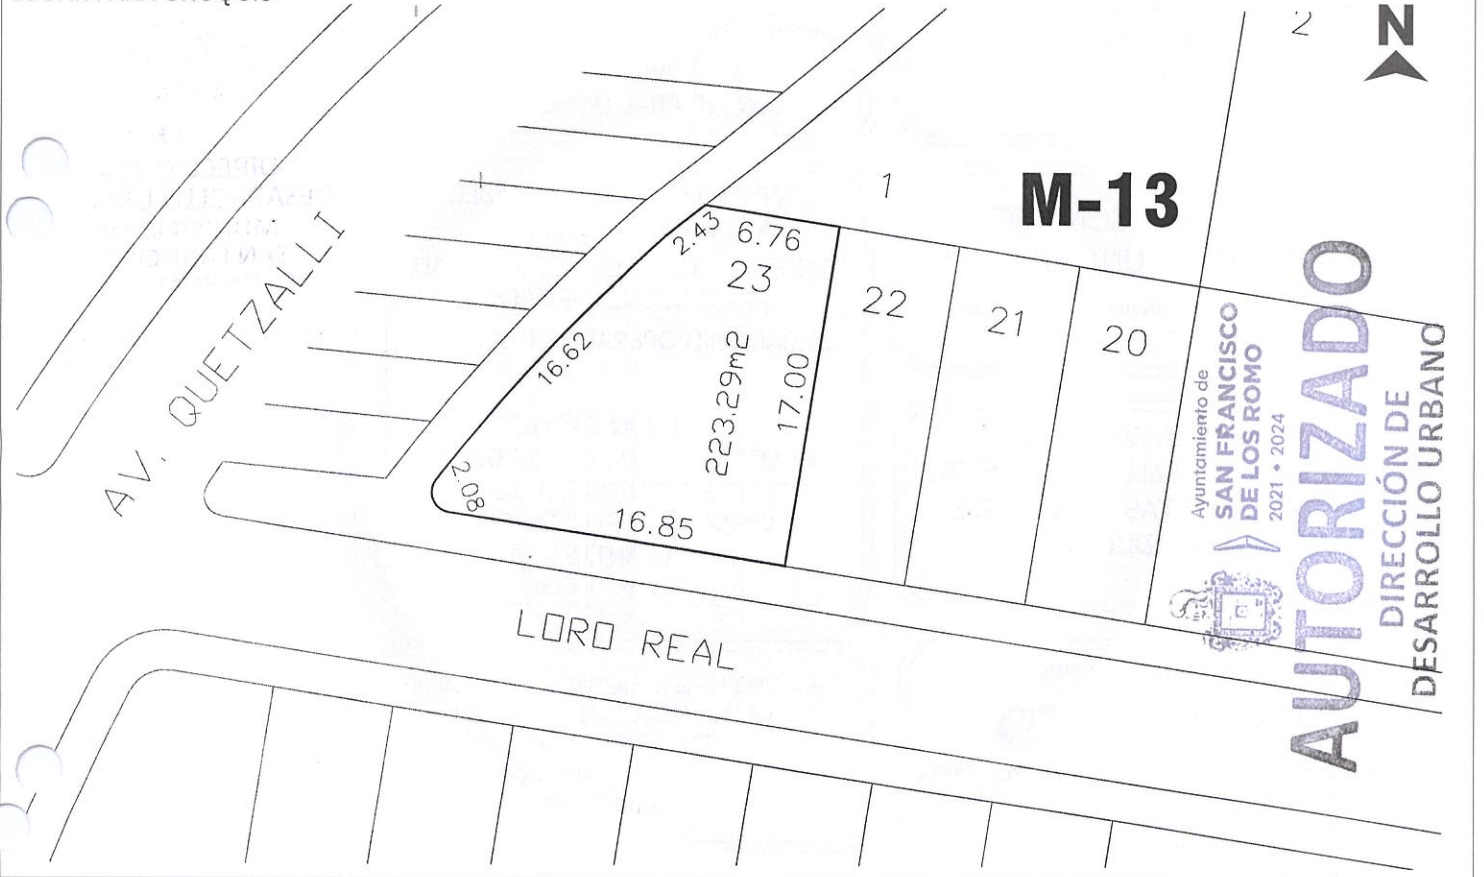 2
N
1
M-13
2.43
6.76
23
22
21
20
16.62
223.29m2
17.00
2.08
16.85
AV. QUETZALLI
LORO REAL
Ayuntamiento de
SAN FRANCISCO
DE LOS ROMO
2021 • 2024
AUTORIZADO
DIRECCIÓN DE
DESARROLLO URBANO